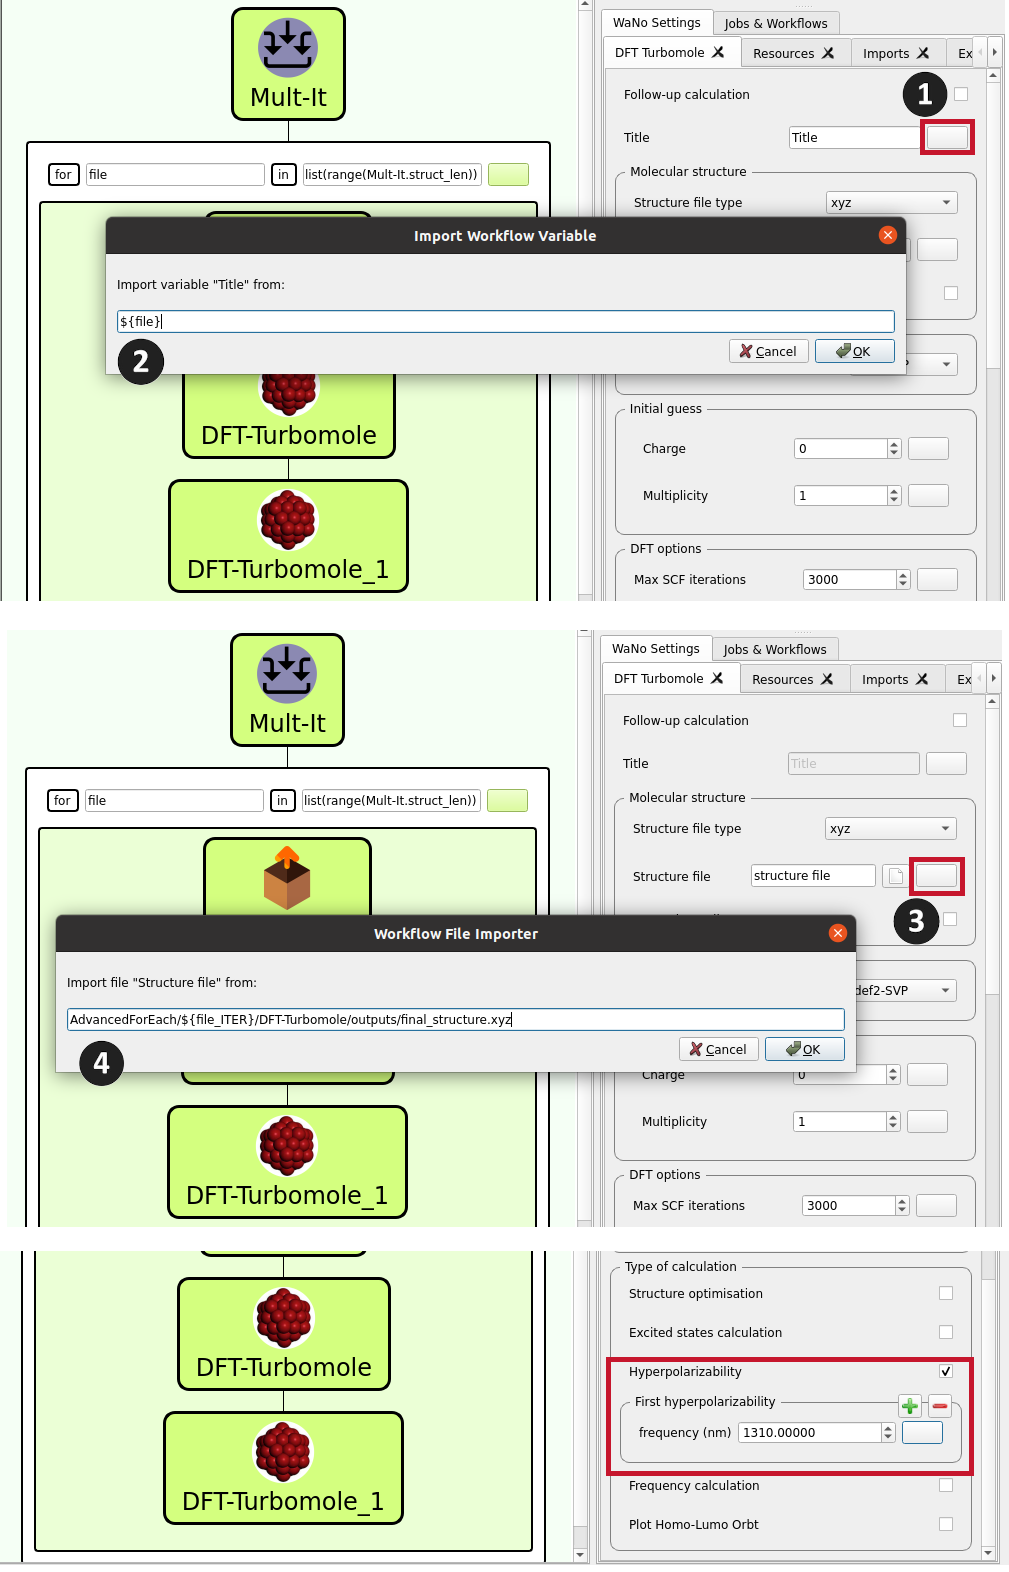 Mult-It
for file in list(range(Mult-It.struct_len))
WaNo Settings Jobs & Workflows
DFT Turbomole Resources Imports Ex
Follow-up calculation 1
Title Title
Molecular structure
Structure file type xyz
Import Workflow Variable
Import variable "Title" from:
${file}
Cancel OK
2
Initial guess
Charge 0
Multiplicity 1
DFT options
Max SCF iterations 3000
DFT-Turbomole
DFT-Turbomole_1
Mult-It
for file in list(range(Mult-It.struct_len))
WaNo Settings Jobs & Workflows
DFT Turbomole Resources Imports Ex
Follow-up calculation
Title Title
Molecular structure
Structure file type xyz
Structure file structure file
3
Workflow File Importer
Import file "Structure file" from:
AdvancedForEach/${file_ITER}/DFT-Turbomole/outputs/final_structure.xyz
Cancel OK
4
def2-SVP
Charge 0
Multiplicity 1
DFT options
Max SCF iterations 3000
DFT-Turbomole_1
DFT-Turbomole
DFT-Turbomole_1
Type of calculation
Structure optimisation
Excited states calculation
Hyperpolarizability
First hyperpolarizability
frequency (nm) 1310.00000
Frequency calculation
Plot Homo-Lumo Orbt